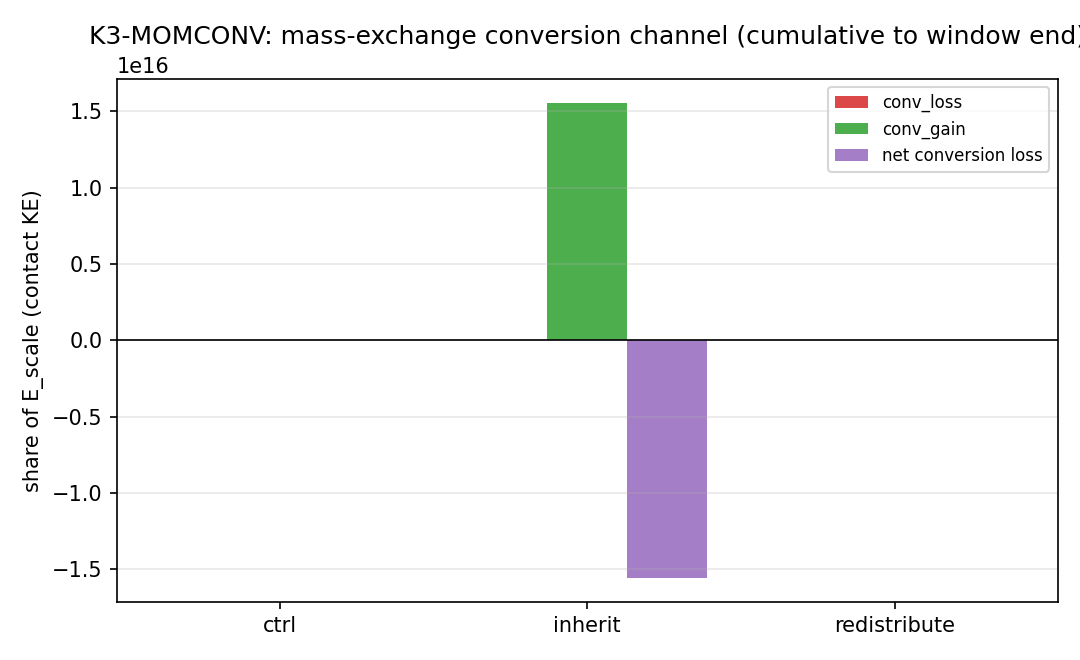 K3-MOMCONV: mass-exchange conversion channel (cumulative to window end)
1e16
conv_loss
conv_gain
net conversion loss
share of E_scale (contact KE)
1.5
1.0
0.5
0.0
−0.5
−1.0
−1.5
ctrl
inherit
redistribute